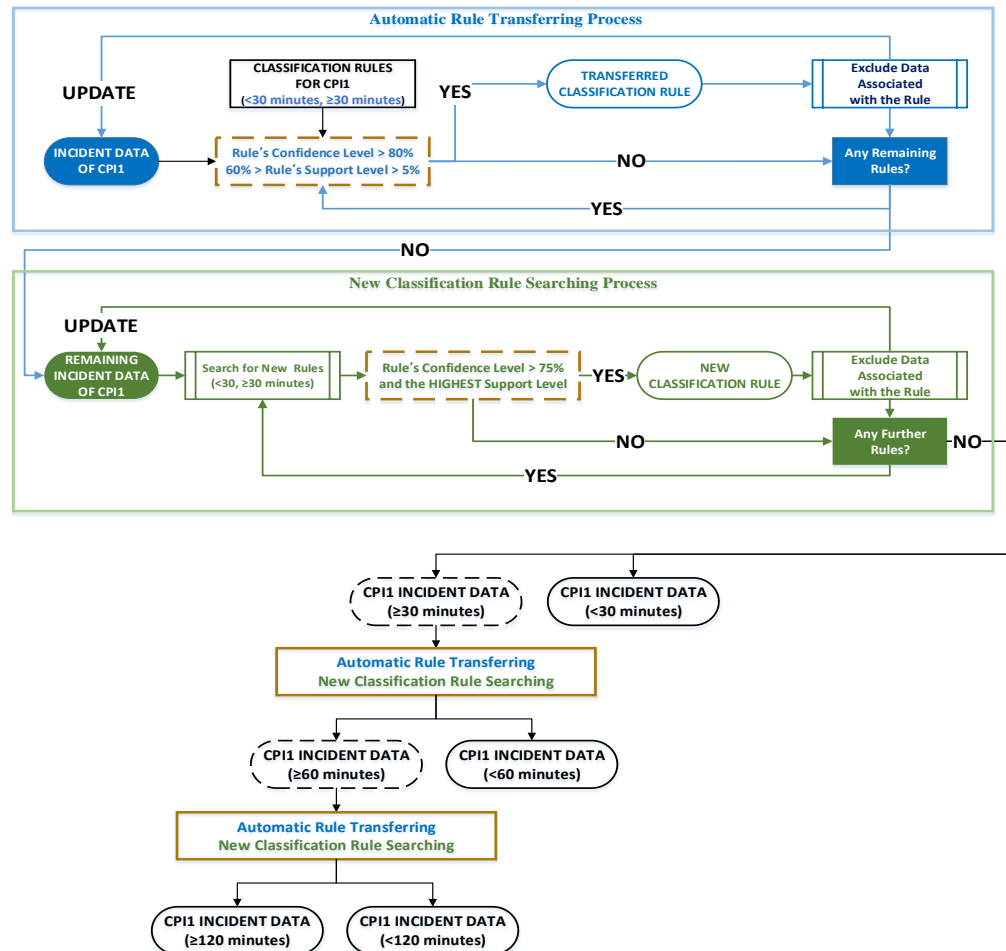 Automatic Rule Transferring Process
CLASSIFICATION RULES
FOR CPI1
(<30 minutes, ≥30 minutes)
UPDATE
YES
TRANSFERRED
CLASSIFICATION RULE
Exclude Data
Associated
with the Rule
INCIDENT DATA
OF CPI1
Rule´s Confidence Level > 80%
60% > Rule´s Support Level > 5%
NO
Any Remaining
Rules?
YES
NO
New Classification Rule Searching Process
UPDATE
REMAINING
INCIDENT DATA
OF CPI1
Search for New Rules
(<30, ≥30 minutes)
Rule´s Confidence Level > 75%
and the HIGHEST Support Level
YES
NEW
CLASSIFICATION RULE
Exclude Data
Associated
with the Rule
NO
Any Further
Rules?
NO
YES
CPI1 INCIDENT DATA
(≥30 minutes)
CPI1 INCIDENT DATA
(<30 minutes)
Automatic Rule Transferring
New Classification Rule Searching
CPI1 INCIDENT DATA
(≥60 minutes)
CPI1 INCIDENT DATA
(<60 minutes)
Automatic Rule Transferring
New Classification Rule Searching
CPI1 INCIDENT DATA
(≥120 minutes)
CPI1 INCIDENT DATA
(<120 minutes)